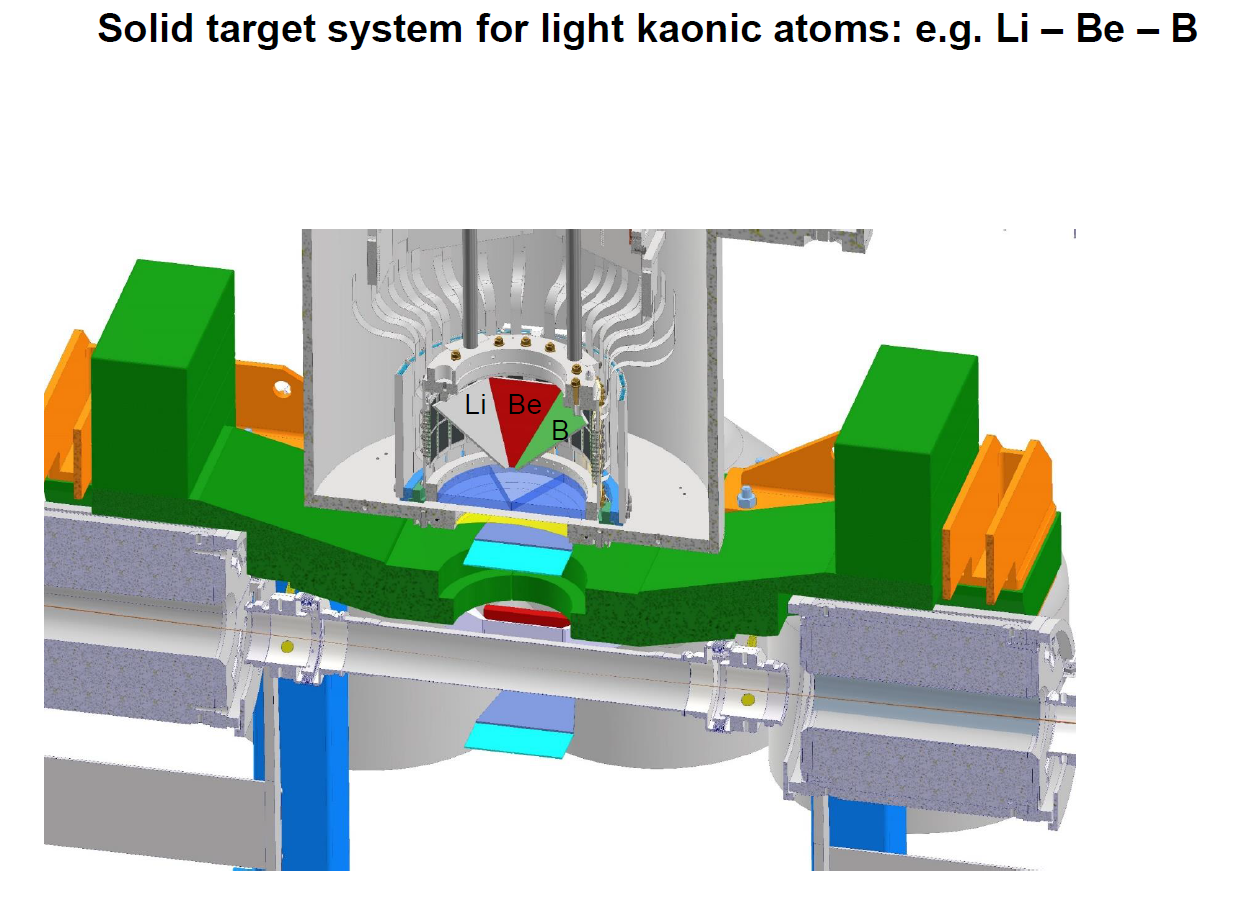 Solid target system for light kaonic atoms: e.g. Li – Be – B
Li
Be
B